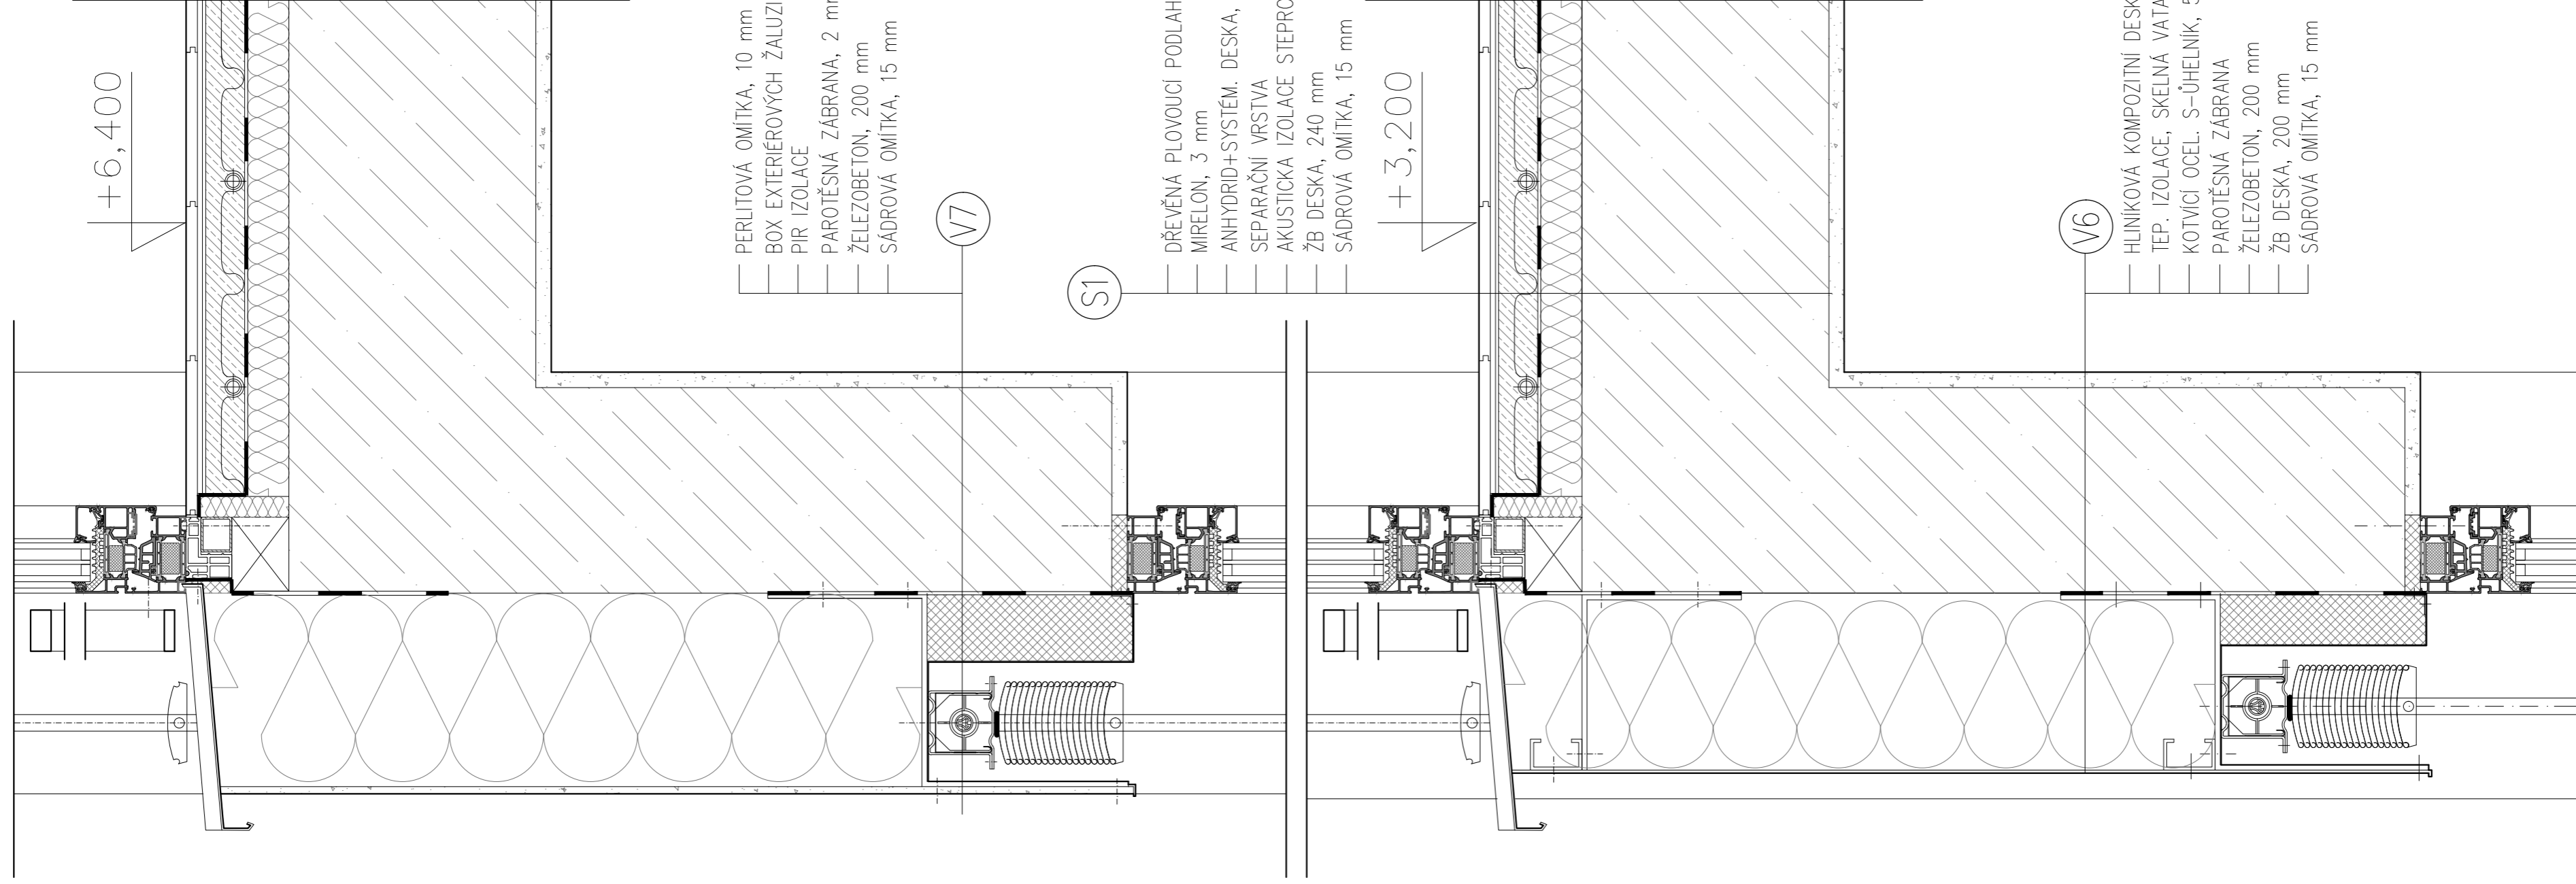 +6,400
PERLITOVÁ OMÍTKA, 10 mm
BOX EXTERIÉROVÝCH ŽALUZI
PIR IZOLACE
PAROTĚSNÁ ZÁBRANA, 2 mm
ŽELEZOBETON, 200 mm
SÁDROVÁ OMÍTKA, 15 mm
V7
S1
DŘEVĚNÁ PLOVOUCÍ PODLAH
MIRELON, 3 mm
ANHYDRID+SYSTÉM. DESKA,
SEPARAČNÍ VRSTVA
AKUSTICKA IZOLACE STEPRO
ŽB DESKA, 240 mm
SÁDROVÁ OMÍTKA, 15 mm
+3,200
V6
HLINÍKOVÁ KOMPOZITNÍ DESK
TEP. IZOLACE, SKELNÁ VATA
KOTVÍCÍ OCEL. S-ÚHELNÍK,
PAROTĚSNÁ ZÁBRANA
ŽELEZOBETON, 200 mm
ŽB DESKA, 200 mm
SÁDROVÁ OMÍTKA, 15 mm